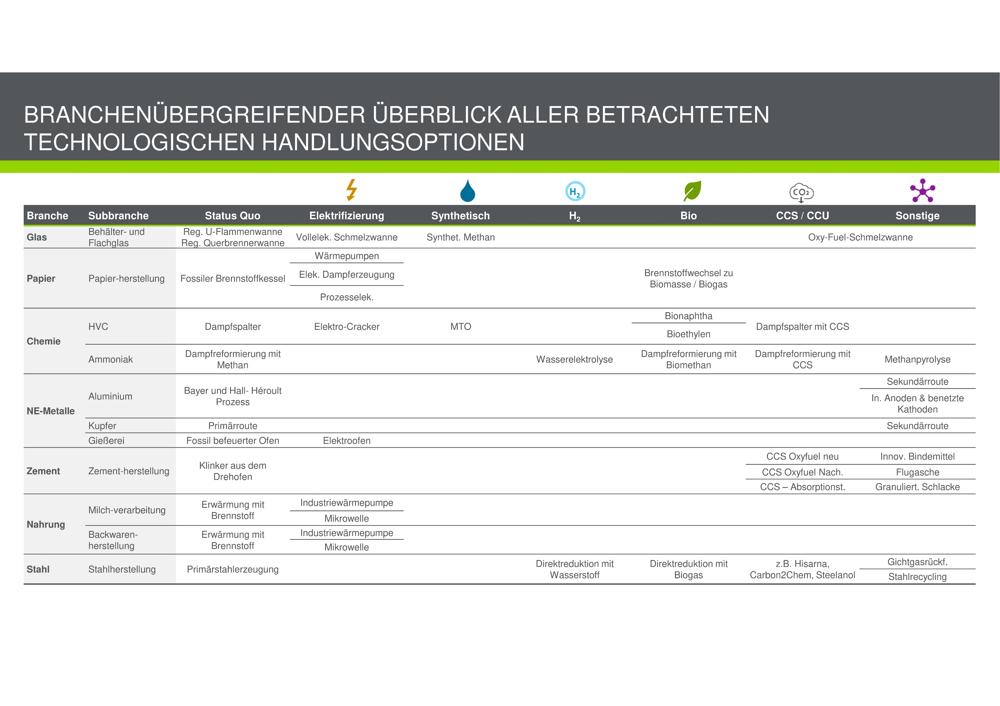 BRANCHENÜBERGREIFENDER ÜBERBLICK ALLER BETRACHTETEN
TECHNOLOGISCHEN HANDLUNGSOPTIONEN
H₂
CO₂
Branche Subbranche Status Quo Elektrifizierung Synthetisch H₂ Bio CCS / CCU Sonstige
Glas
Behälter- und
Flachglas
Reg. U-Flammenwanne
Reg. Querbrennerwanne
Vollelek. Schmelzwanne
Synthet. Methan
Oxy-Fuel-Schmelzwanne
Papier
Papier-herstellung
Fossiler Brennstoffkessel
Wärmepumpen
Elek. Dampferzeugung
Prozesselek.
Brennstoffwechsel zu
Biomasse / Biogas
Chemie
HVC
Dampfspalter
Elektro-Cracker
MTO
Bionaphtha
Bioethylen
Dampfspalter mit CCS
Ammoniak
Dampfreformierung mit
Methan
Wasserelektrolyse
Dampfreformierung mit
Biomethan
Dampfreformierung mit
CCS
Methanpyrolyse
NE-Metalle
Aluminium
Bayer und Hall- Héroult
Prozess
Sekundärroute
In. Anoden & benetzte
Kathoden
Kupfer
Primärroute
Sekundärroute
Gießerei
Fossil befeuerter Ofen
Elektroofen
Zement
Zement-herstellung
Klinker aus dem
Drehofen
CCS Oxyfuel neu
CCS Oxyfuel Nach.
CCS – Absorptionst.
Innov. Bindemittel
Flugasche
Granuliert. Schlacke
Nahrung
Milch-verarbeitung
Erwärmung mit
Brennstoff
Industriewärmepumpe
Mikrowelle
Backwaren-
herstellung
Erwärmung mit
Brennstoff
Industriewärmepumpe
Mikrowelle
Stahl
Stahlherstellung
Primärstahlerzeugung
Direktreduktion mit
Wasserstoff
Direktreduktion mit
Biogas
z.B. Hisarna,
Carbon2Chem, Steelanol
Gichtgasrückf.
Stahlrecycling